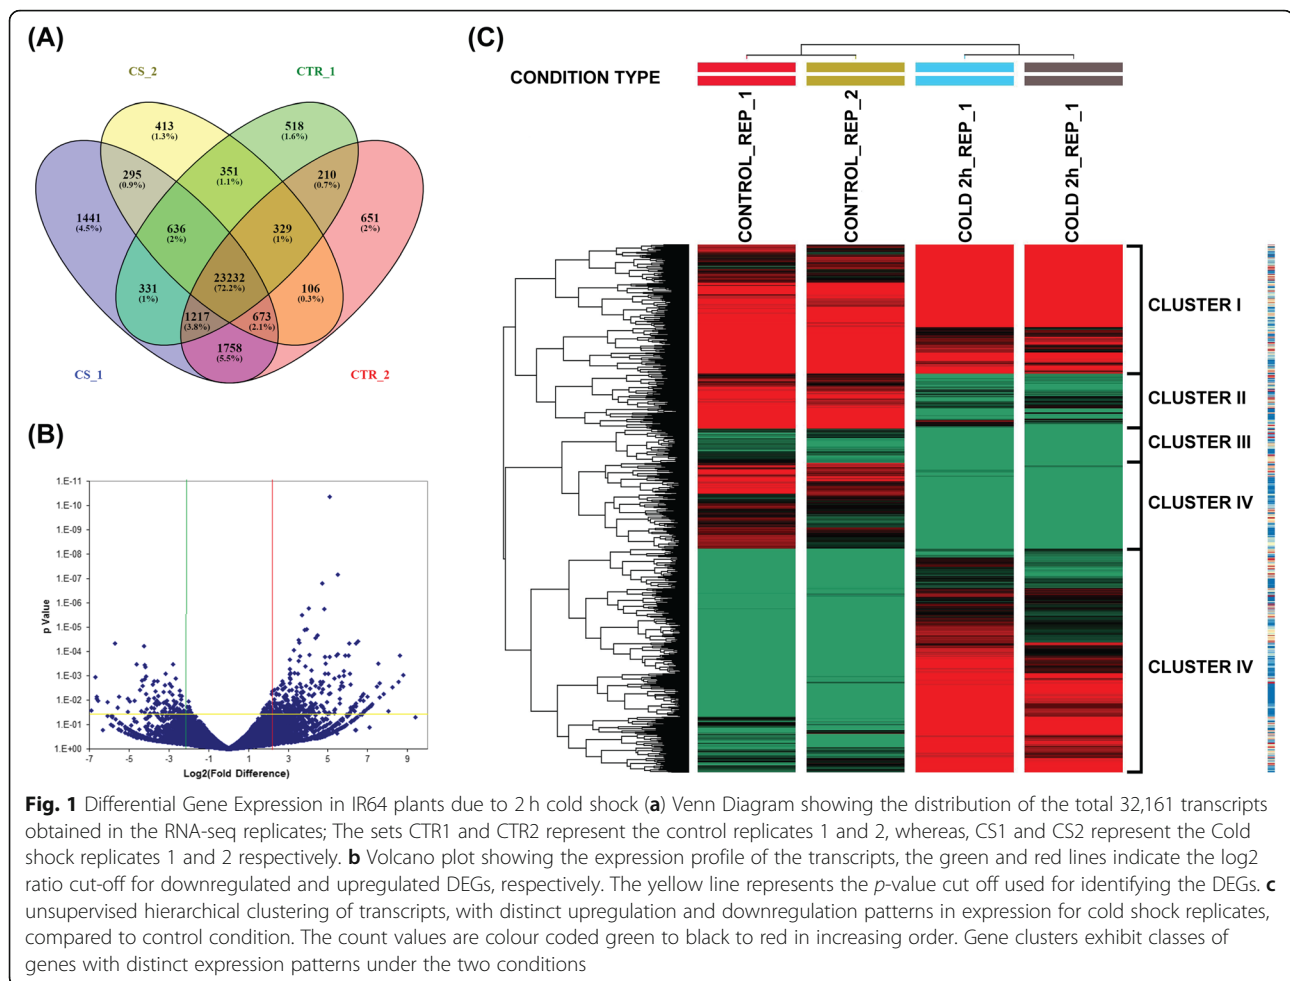 (A)
CS_2
CTR_1
413
(1.3%)
518
(1.6%)
295
(0.9%)
351
(1.1%)
210
(0.7%)
1441
(4.5%)
636
(2%)
329
(1%)
651
(2%)
23232
(72.2%)
331
(1%)
106
(0.3%)
1217
(3.8%)
673
(2.1%)
1758
(5.5%)
CS_1
CTR_2
(B)
1.E-11
1.E-10
1.E-09
1.E-08
1.E-07
1.E-06
1.E-05
1.E-04
1.E-03
1.E-02
1.E-01
1.E+00
p Value
-7 -5 -3 -1 1 3 5 7 9
Log2(Fold Difference)
(C)
CONDITION TYPE
CONTROL_REP_1
CONTROL_REP_2
COLD 2h_REP_1
COLD 2h_REP_1
CLUSTER I
CLUSTER II
CLUSTER III
CLUSTER IV
CLUSTER IV
Fig. 1 Differential Gene Expression in IR64 plants due to 2 h cold shock (a) Venn Diagram showing the distribution of the total 32,161 transcripts
obtained in the RNA-seq replicates; The sets CTR1 and CTR2 represent the control replicates 1 and 2, whereas, CS1 and CS2 represent the Cold
shock replicates 1 and 2 respectively. b Volcano plot showing the expression profile of the transcripts, the green and red lines indicate the log2
ratio cut-off for downregulated and upregulated DEGs, respectively. The yellow line represents the p-value cut off used for identifying the DEGs. c
unsupervised hierarchical clustering of transcripts, with distinct upregulation and downregulation patterns in expression for cold shock replicates,
compared to control condition. The count values are colour coded green to black to red in increasing order. Gene clusters exhibit classes of
genes with distinct expression patterns under the two conditions